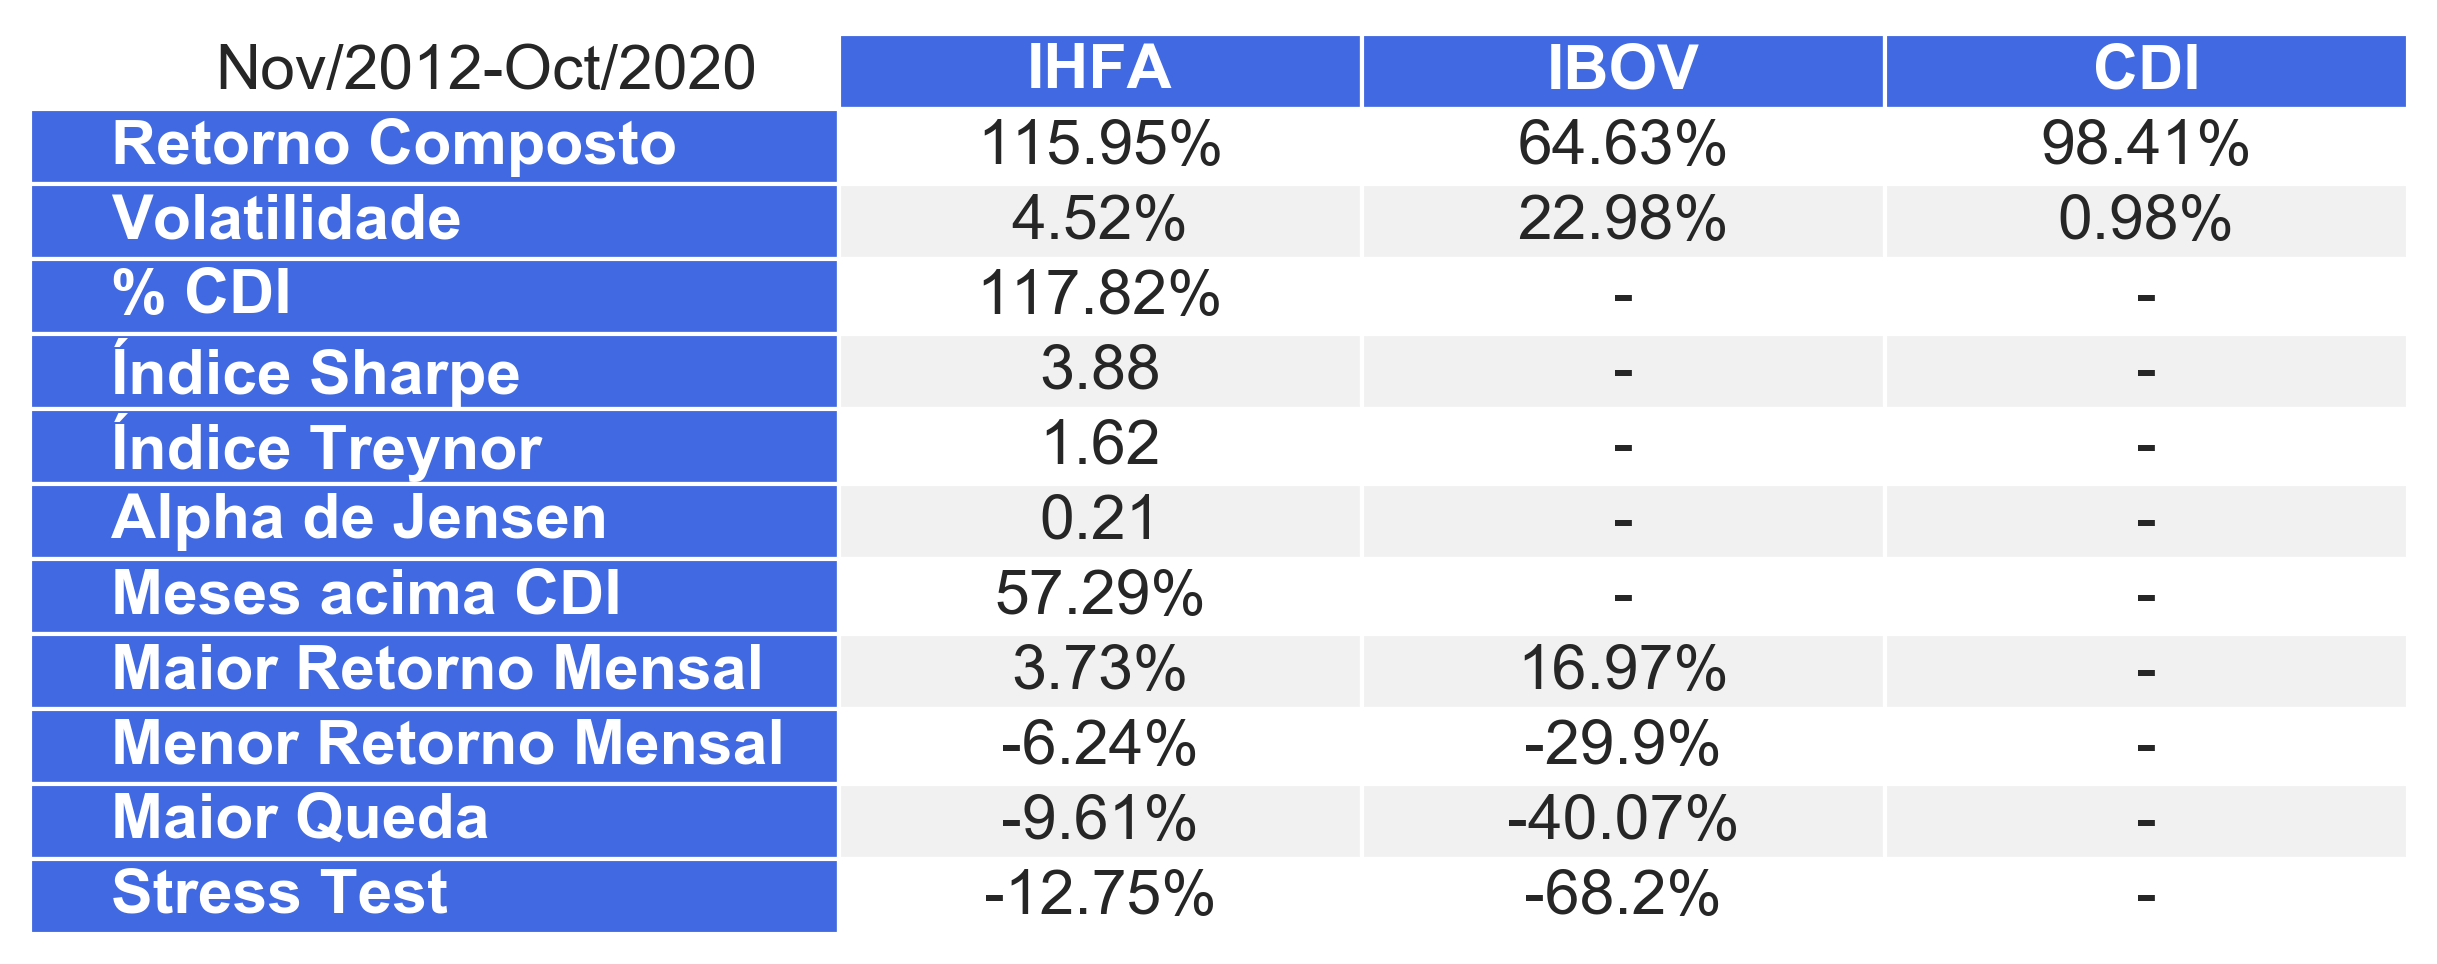 Nov/2012-Oct/2020 IHFA IBOV CDI
Retorno Composto 115.95% 64.63% 98.41%
Volatilidade 4.52% 22.98% 0.98%
% CDI 117.82% - -
Índice Sharpe 3.88 - -
Índice Treynor 1.62 - -
Alpha de Jensen 0.21 - -
Meses acima CDI 57.29% - -
Maior Retorno Mensal 3.73% 16.97% -
Menor Retorno Mensal -6.24% -29.9% -
Maior Queda -9.61% -40.07% -
Stress Test -12.75% -68.2% -